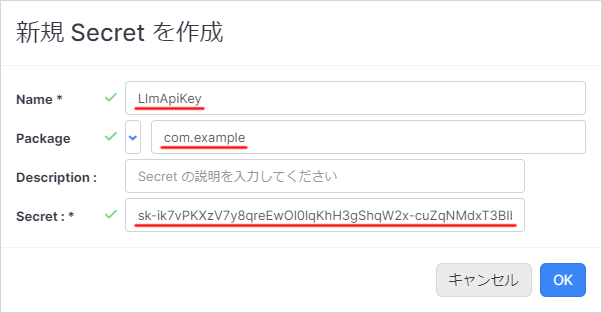 新規 Secret を作成
Name * LlmApiKey
Package com.example
Description : Secret の説明を入力してください
Secret : * sk-ik7vPKXzV7y8qreEwOI0IqKhH3gShqW2x-cuZqNMdxT3BlI
キャンセル OK